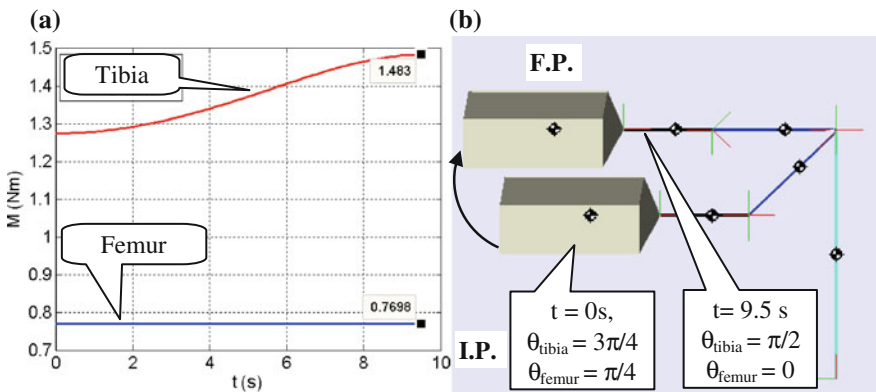 (a)
1.5
1.4
1.3
1.2
1.1
1
0.9
0.8
0.7
M (Nm)
Tibia
1.483
Femur
0.7698
0 2 4 6 8 10
t (s)
(b)
F.P.
I.P.
t = 0s,
θtibia = 3π/4
θfemur = π/4
t= 9.5 s
θtibia = π/2
θfemur = 0